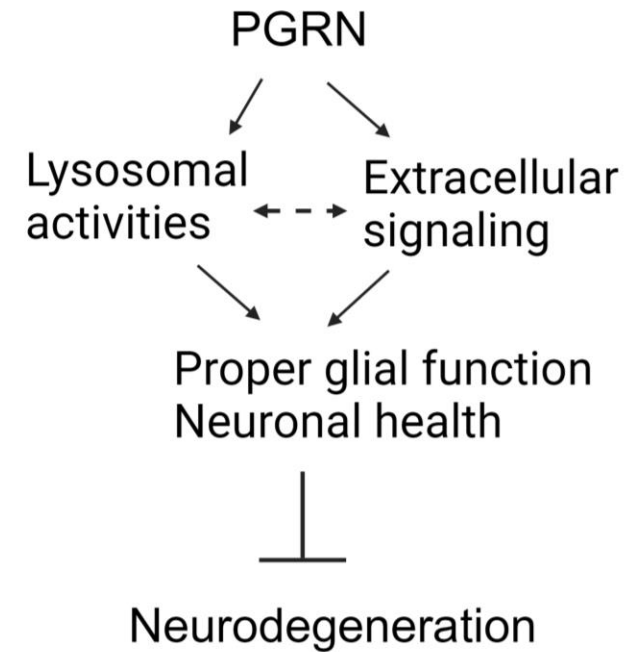 PGRN
Lysosomal
activities
Extracellular
signaling
Proper glial function
Neuronal health
Neurodegeneration